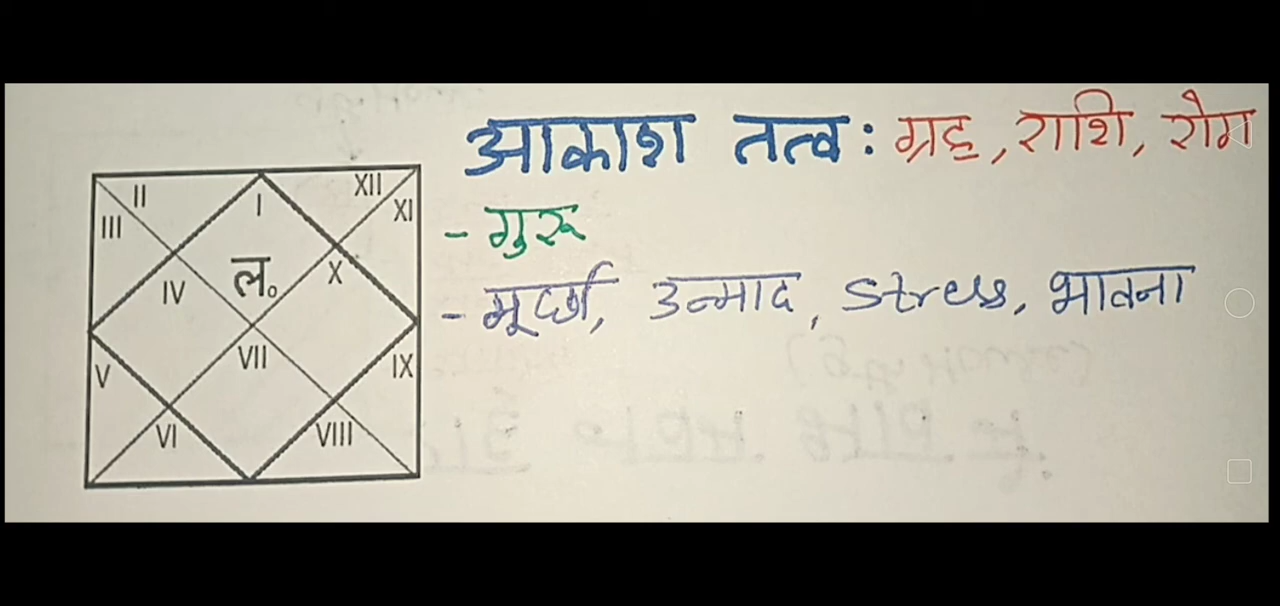 आकाश तत्व : ग्रह, राशि, रोग
- गुरू
- मूर्छा, उन्माद, stress, भावना
II
III
I
XII
XI
ल०
IV
X
VII
V
IX
VI
VIII